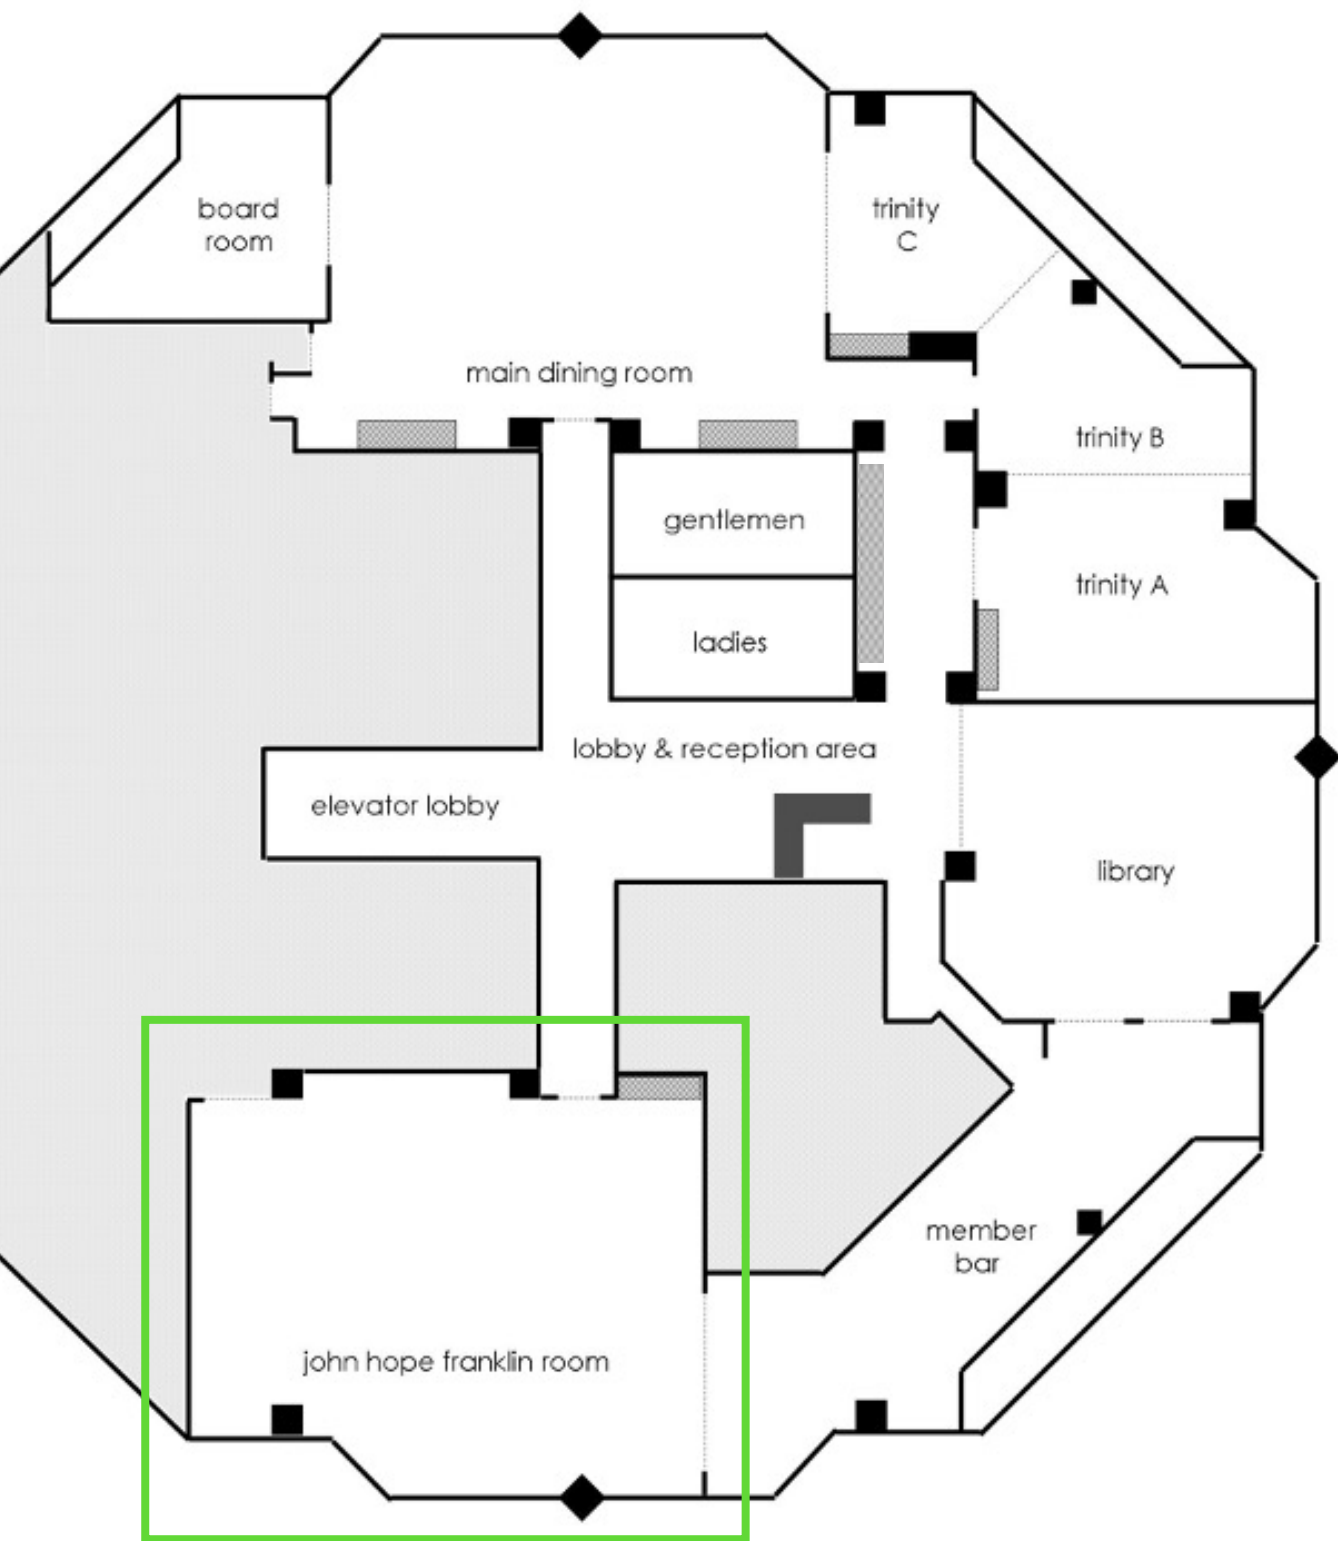 board
room
trinity
C
main dining room
trinity B
gentlemen
trinity A
ladies
lobby & reception area
elevator lobby
library
member
bar
john hope franklin room